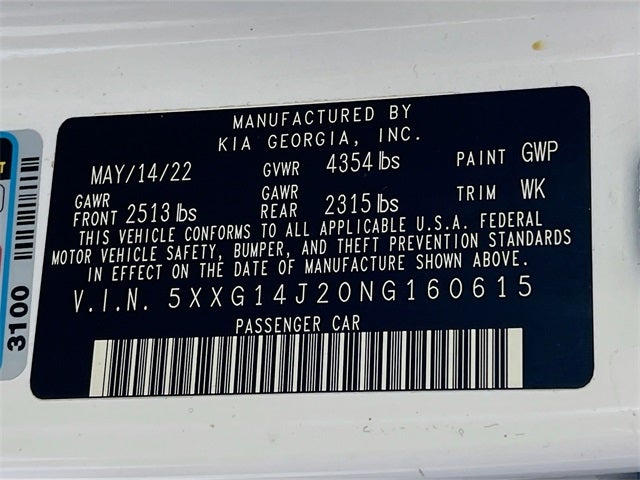 MANUFACTURED BY
KIA GEORGIA, INC.
MAY/14/22 GVWR 4354 lbs PAINT GWP
GAWR FRONT 2513 lbs GAWR REAR 2315 lbs TRIM WK
THIS VEHICLE CONFORMS TO ALL APPLICABLE U.S.A. FEDERAL
MOTOR VEHICLE SAFETY, BUMPER, AND THEFT PREVENTION STANDARDS
IN EFFECT ON THE DATE OF MANUFACTURE SHOWN ABOVE.
V.I.N. 5XXG14J20NG160615
PASSENGER CAR
3100